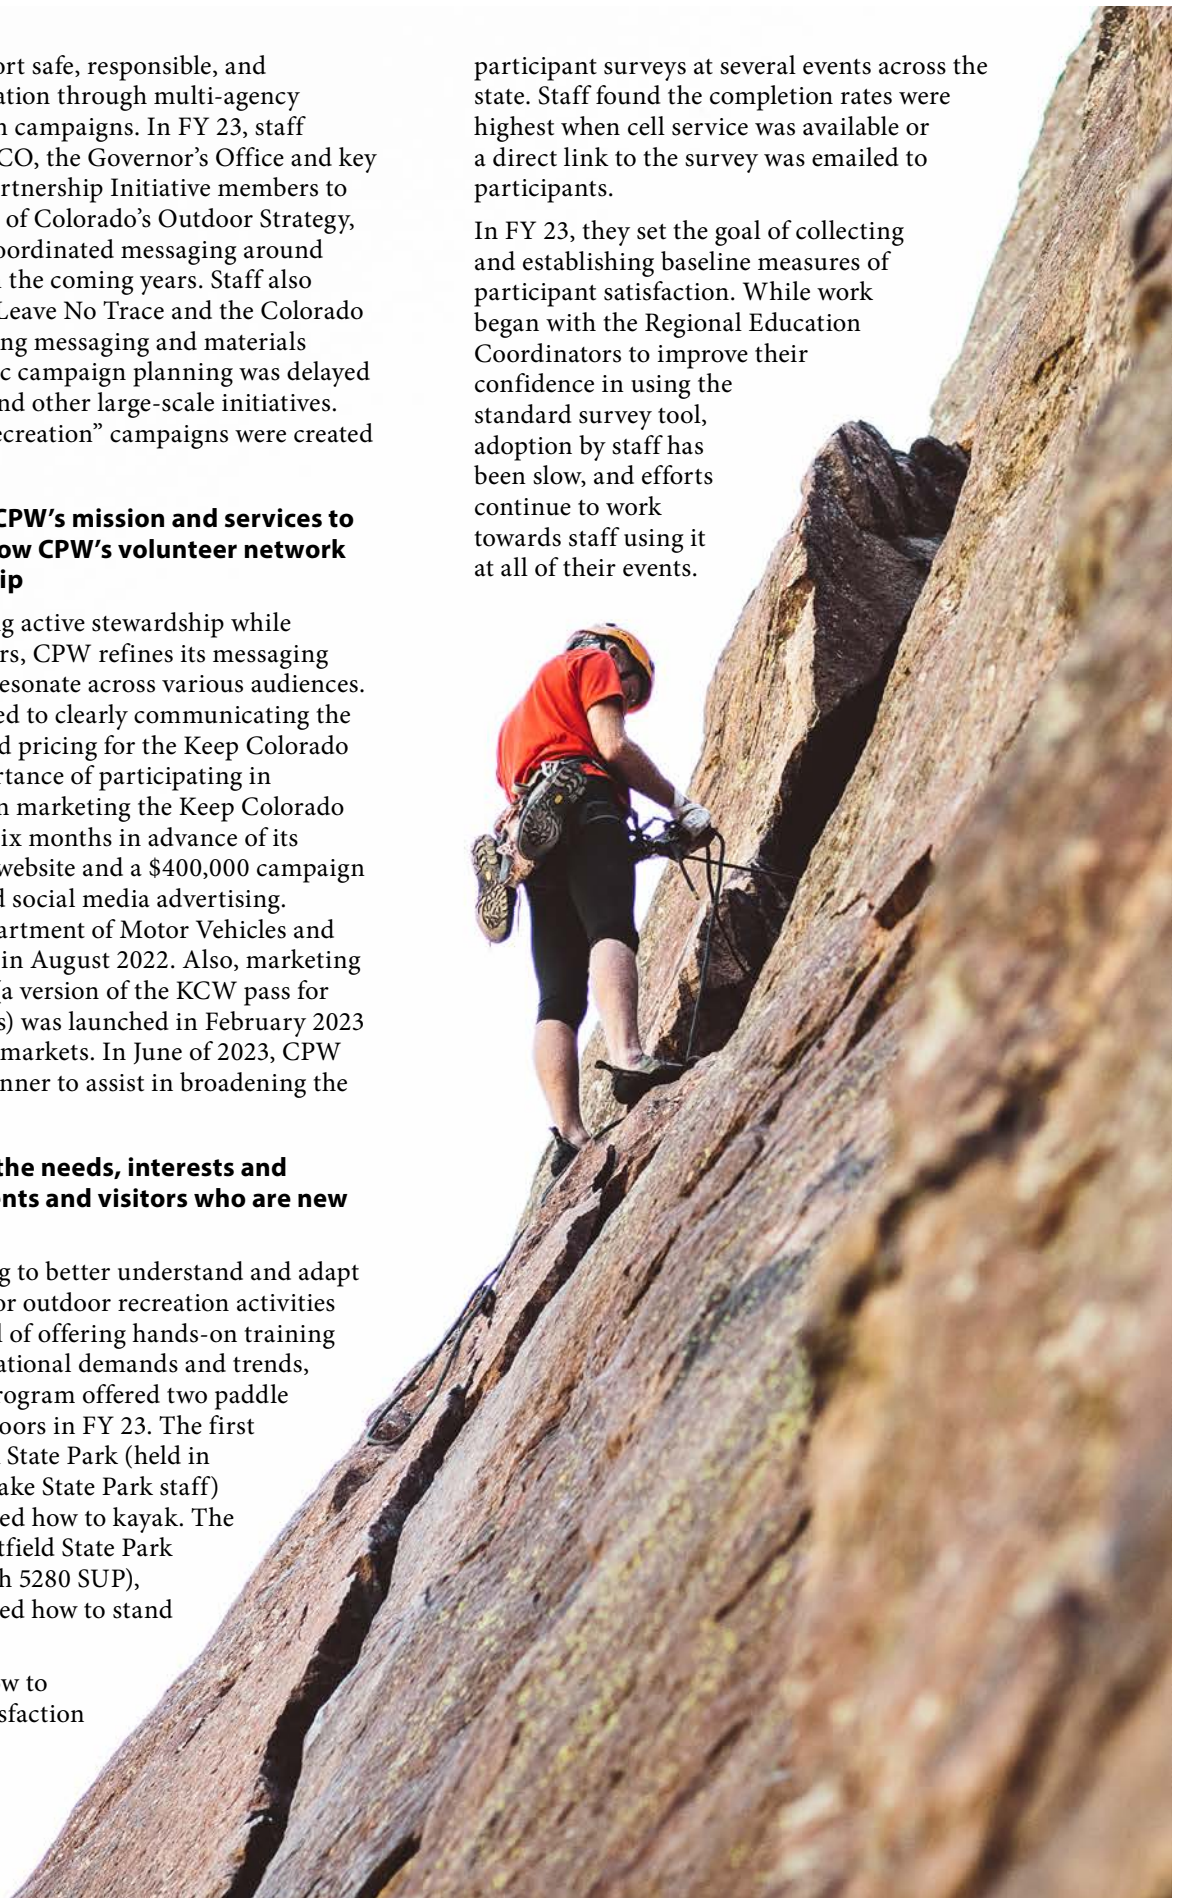 ort safe, responsible, and
ation through multi-agency
n campaigns. In FY 23, staff
CO, the Governor’s Office and key
artnership Initiative members to
of Colorado’s Outdoor Strategy,
oordinated messaging around
the coming years. Staff also
Leave No Trace and the Colorado
ng messaging and materials
c campaign planning was delayed
nd other large-scale initiatives.
ecreation” campaigns were created
CPW’s mission and services to
ow CPW’s volunteer network
ip
g active stewardship while
rs, CPW refines its messaging
esonate across various audiences.
ed to clearly communicating the
d pricing for the Keep Colorado
rtance of participating in
n marketing the Keep Colorado
ix months in advance of its
website and a $400,000 campaign
d social media advertising.
artment of Motor Vehicles and
in August 2022. Also, marketing
(a version of the KCW pass for
s) was launched in February 2023
markets. In June of 2023, CPW
nner to assist in broadening the
the needs, interests and
ents and visitors who are new
g to better understand and adapt
or outdoor recreation activities
l of offering hands-on training
ational demands and trends,
rogram offered two paddle
oors in FY 23. The first
State Park (held in
ake State Park staff)
ed how to kayak. The
tfield State Park
h 5280 SUP),
ed how to stand
w to
sfaction
participant surveys at several events across the
state. Staff found the completion rates were
highest when cell service was available or
a direct link to the survey was emailed to
participants.
In FY 23, they set the goal of collecting
and establishing baseline measures of
participant satisfaction. While work
began with the Regional Education
Coordinators to improve their
confidence in using the
standard survey tool,
adoption by staff has
been slow, and efforts
continue to work
towards staff using it
at all of their events.